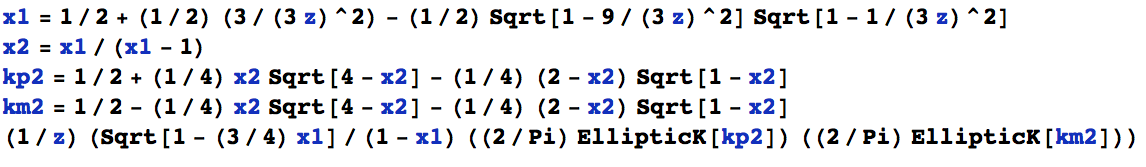 x1 = 1 / 2 + (1 / 2) (3 / (3 z) ^ 2) - (1 / 2) Sqrt[1 - 9 / (3 z) ^ 2] Sqrt[1 - 1 / (3 z) ^ 2]
x2 = x1 / (x1 - 1)
kp2 = 1 / 2 + (1 / 4) x2 Sqrt[4 - x2] - (1 / 4) (2 - x2) Sqrt[1 - x2]
km2 = 1 / 2 - (1 / 4) x2 Sqrt[4 - x2] - (1 / 4) (2 - x2) Sqrt[1 - x2]
(1 / z) (Sqrt[1 - (3 / 4) x1] / (1 - x1) ((2 / Pi) EllipticK[kp2]) ((2 / Pi) EllipticK[km2]))